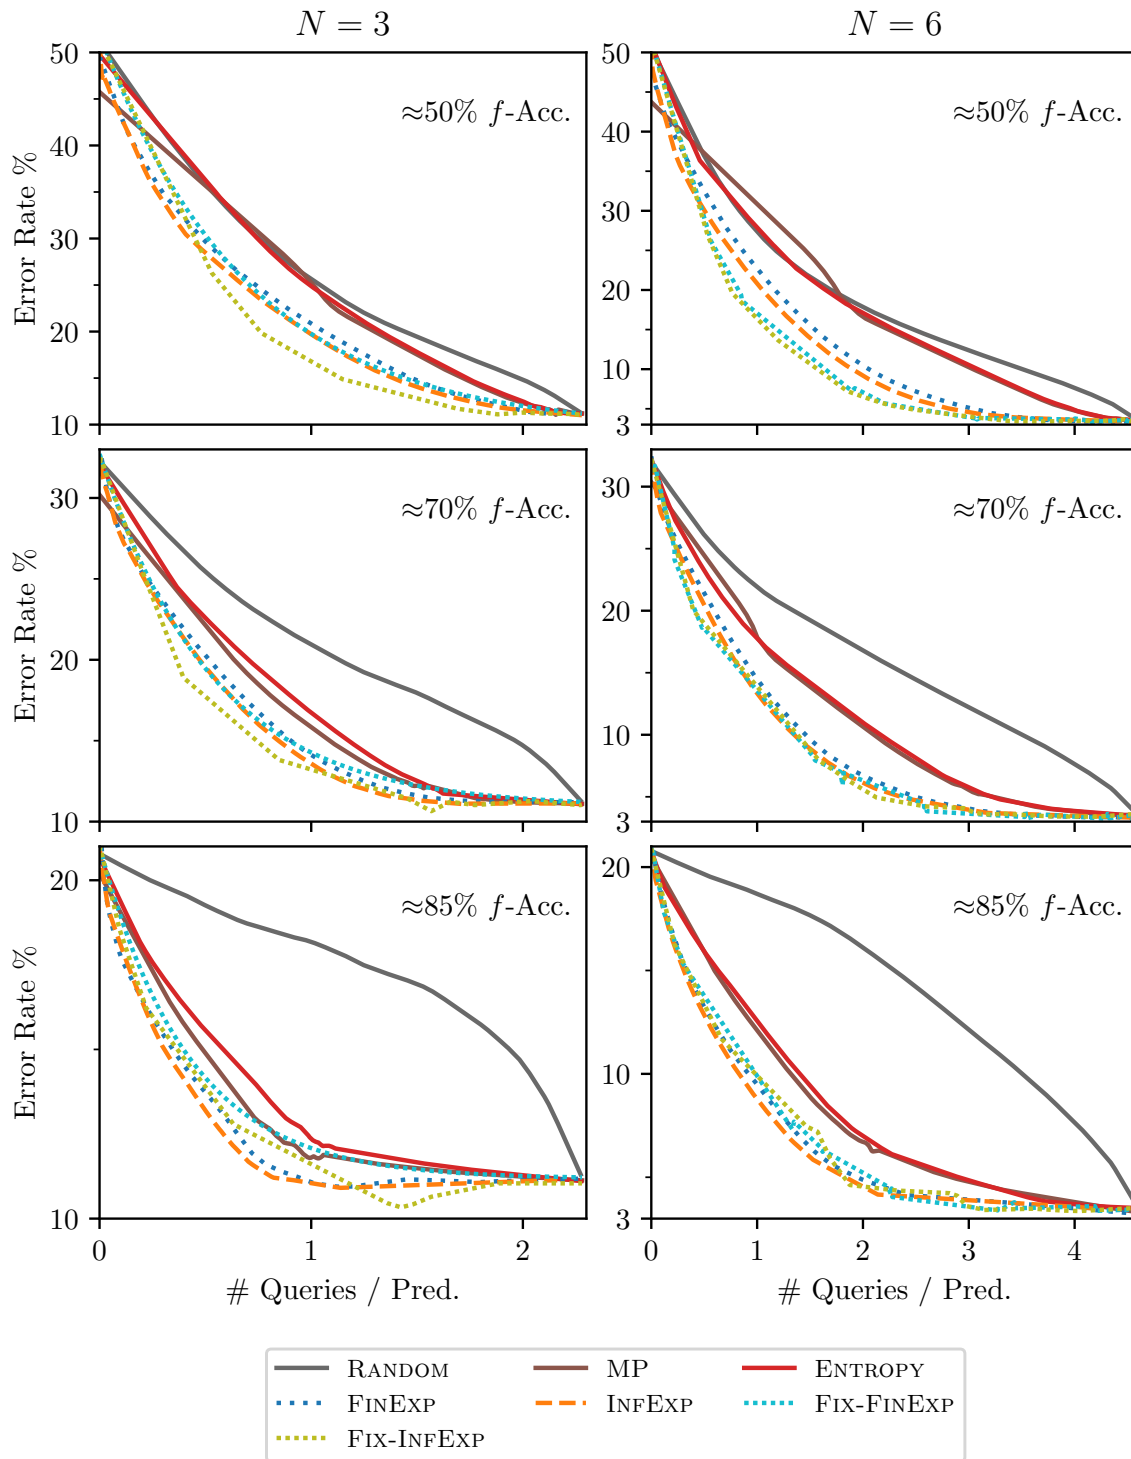 N = 3
N = 6
50
40
30
20
10
Error Rate %
≈50% f-Acc.
50
40
30
20
10
3
≈50% f-Acc.
30
20
10
Error Rate %
≈70% f-Acc.
0
1
2
30
20
10
3
≈70% f-Acc.
20
10
Error Rate %
≈85% f-Acc.
0
1
2
# Queries / Pred.
20
10
3
≈85% f-Acc.
0
1
2
3
4
# Queries / Pred.
RANDOM
MP
ENTROPY
FINEXP
INFEXP
FIX-FINEXP
FIX-INFEXP